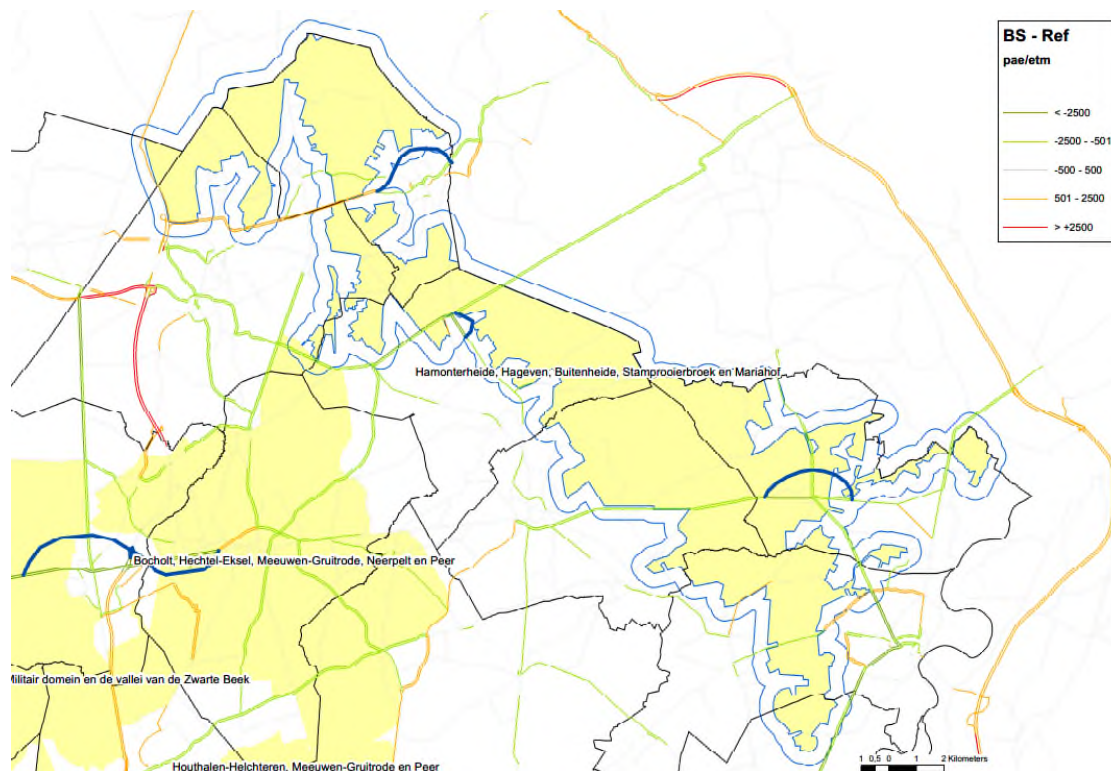 BS - Ref
pae/etm
< -2500
-2500 - -501
-500 - 500
501 - 2500
> +2500
Hamonterheide, Hageven, Buitenheide, Stamprooierbroek en Mariahof
Bocholt, Hechtel-Eksel, Meeuwen-Gruitrode, Neerpelt en Peer
Militair domein en de vallei van de Zwarte Beek
Houthalen-Helchteren, Meeuwen-Gruitrode en Peer
1 0,5 0 1 2 Kilometers